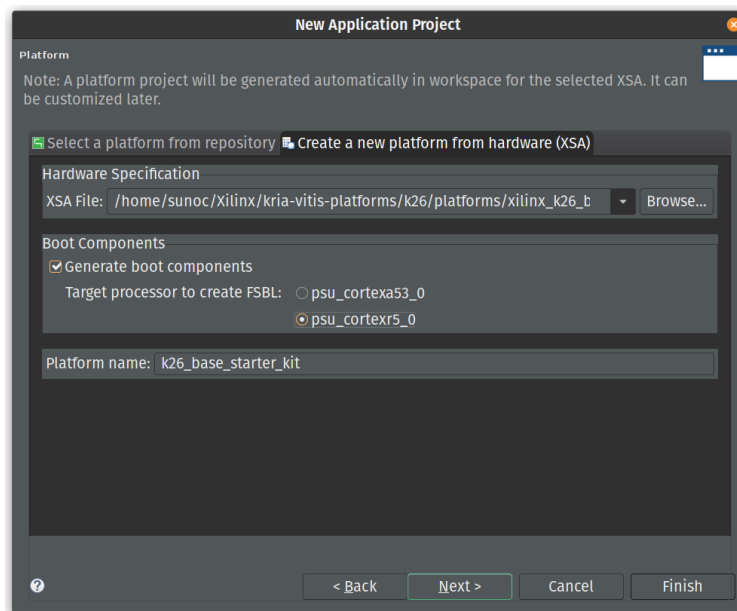 New Application Project
Platform
Note: A platform project will be generated automatically in workspace for the selected XSA. It can
be customized later.
Select a platform from repository Create a new platform from hardware (XSA)
Hardware Specification
XSA File: /home/sunoc/Xilinx/kria-vitis-platforms/k26/platforms/xilinx_k26_b Browse...
Boot Components
Generate boot components
Target processor to create FSBL: psu_cortexa53_0
psu_cortexr5_0
Platform name: k26_base_starter_kit
? < Back Next > Cancel Finish